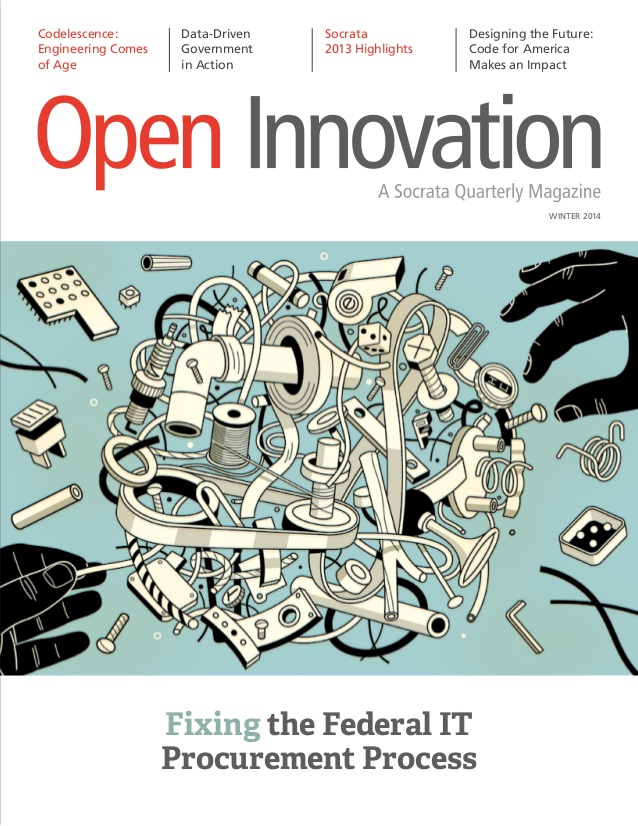 Codelescence:
Engineering Comes
of Age
Data-Driven
Government
in Action
Socrata
2013 Highlights
Designing the Future:
Code for America
Makes an Impact
Open Innovation
A Socrata Quarterly Magazine
WINTER 2014
Fixing the Federal IT
Procurement Process